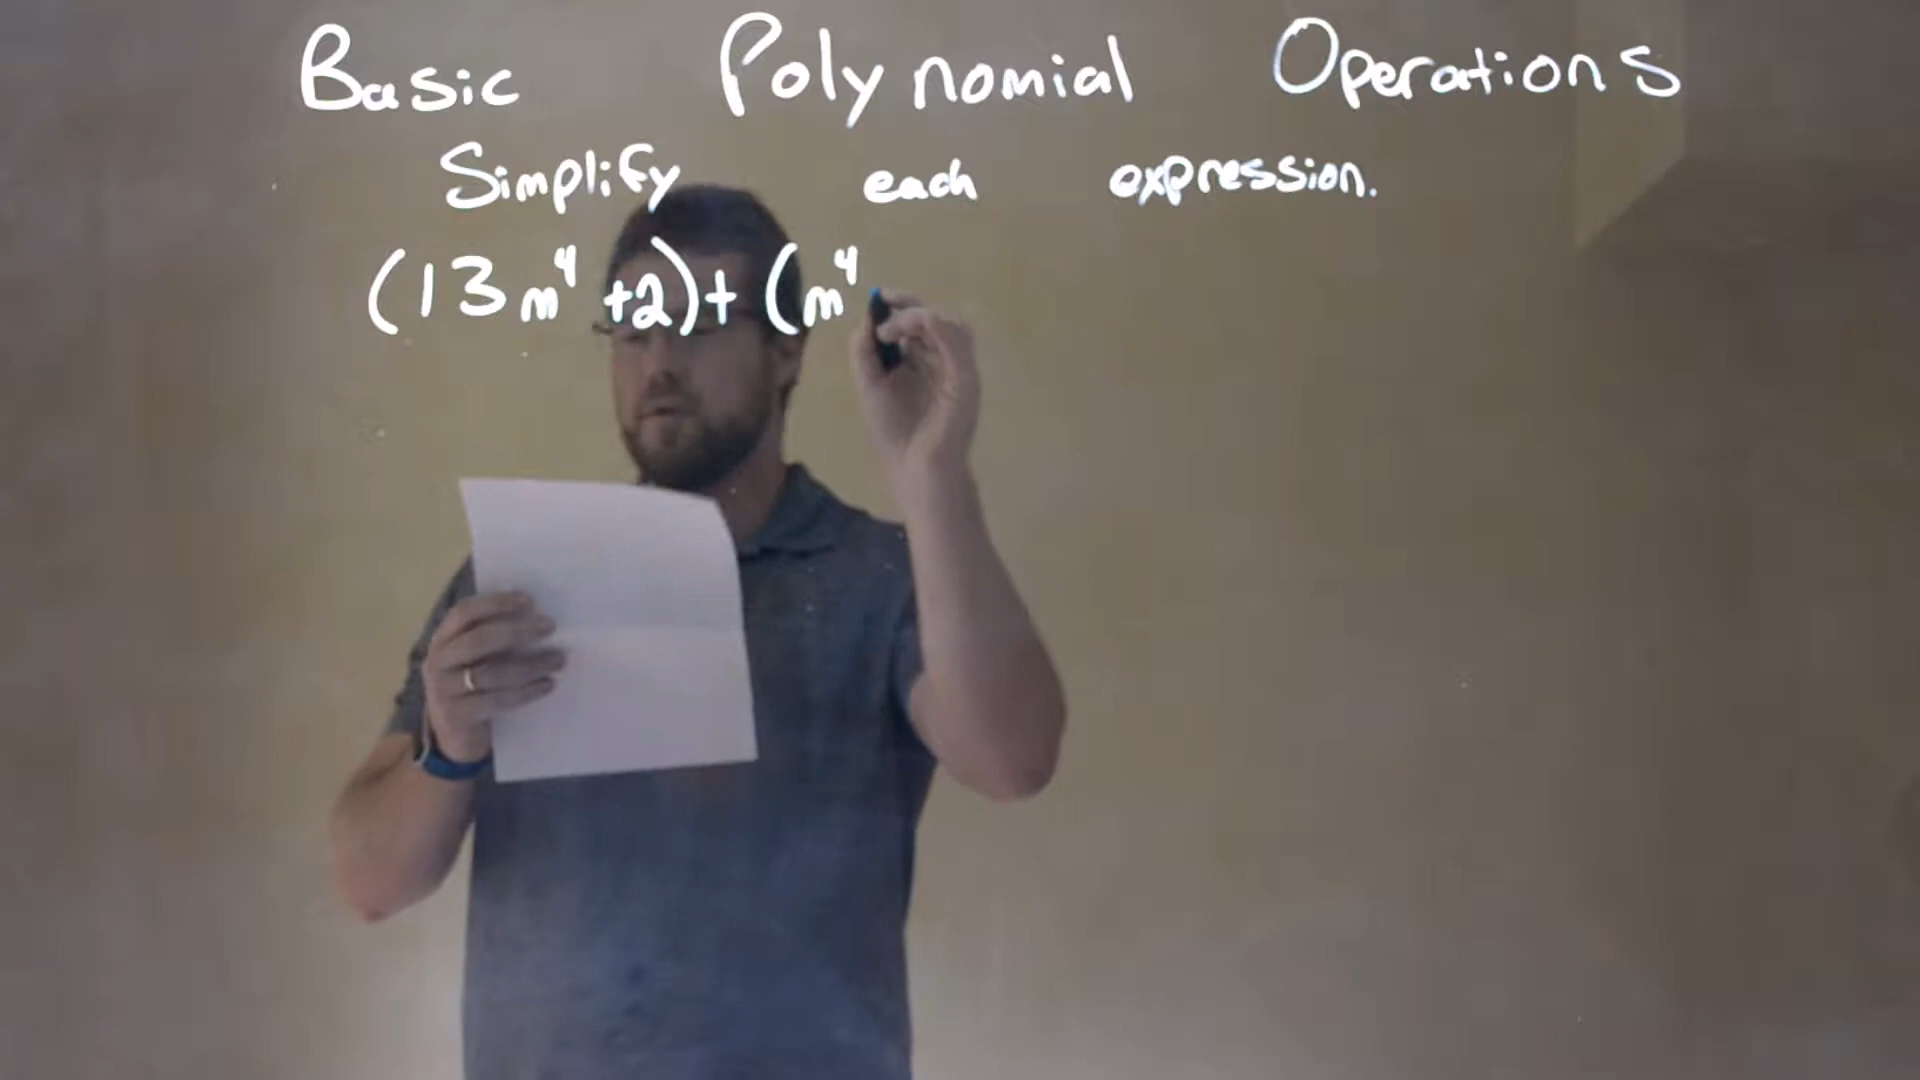 Basic Polynomial Operations
Simplify each expression.
(13m⁴ +2)+ (m⁴